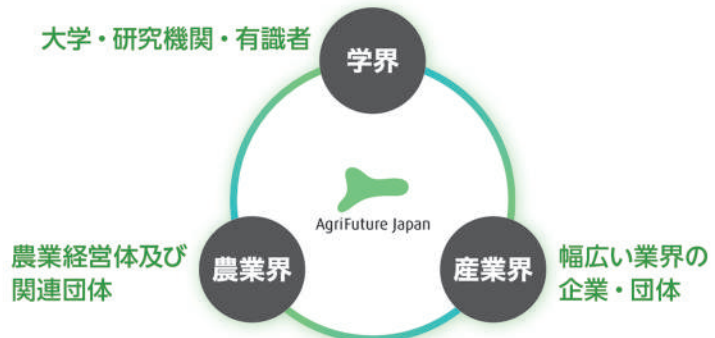 大学・研究機関・有識者
学界
AgriFuture Japan
農業経営体及び
関連団体
農業界
産業界
幅広い業界の
企業・団体